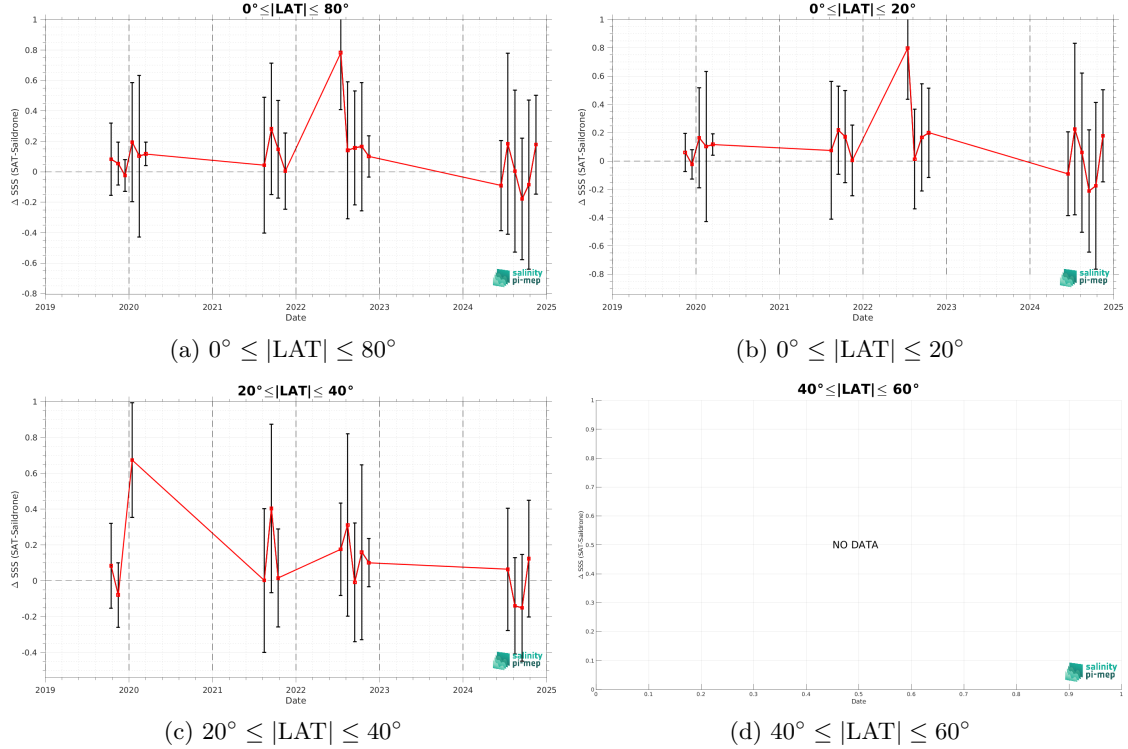 0°≤|LAT|≤ 80°
Δ SSS (SAT-Saildrone)
1
0.8
0.6
0.4
0.2
0
-0.2
-0.4
-0.6
-0.8
2019 2020 2021 2022 2023 2024 2025
Date
salinity
pi-mep
(a) 0° ≤ |LAT| ≤ 80°
0°≤|LAT|≤ 20°
Δ SSS (SAT-Saildrone)
1
0.8
0.6
0.4
0.2
0
-0.2
-0.4
-0.6
-0.8
2019 2020 2021 2022 2023 2024 2025
Date
salinity
pi-mep
(b) 0° ≤ |LAT| ≤ 20°
20°≤|LAT|≤ 40°
Δ SSS (SAT-Saildrone)
1
0.8
0.6
0.4
0.2
0
-0.2
-0.4
2019 2020 2021 2022 2023 2024 2025
Date
salinity
pi-mep
(c) 20° ≤ |LAT| ≤ 40°
40°≤|LAT|≤ 60°
Δ SSS (SAT-Saildrone)
1
0.9
0.8
0.7
0.6
0.5
0.4
0.3
0.2
0.1
0
NO DATA
0 0.1 0.2 0.3 0.4 0.5 0.6 0.7 0.8 0.9 1
Date
salinity
pi-mep
(d) 40° ≤ |LAT| ≤ 60°